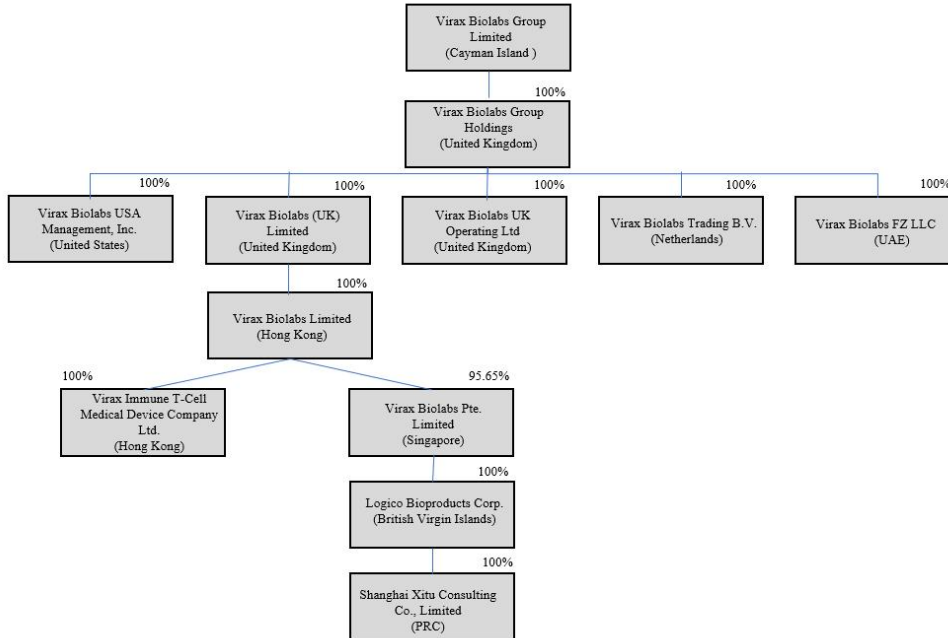 Virax Biolabs Group
Limited
(Cayman Island )
100%
Virax Biolabs Group
Holdings
(United Kingdom)
100%
100%
100%
100%
100%
Virax Biolabs USA
Management, Inc.
(United States)
Virax Biolabs (UK)
Limited
(United Kingdom)
Virax Biolabs UK
Operating Ltd
(United Kingdom)
Virax Biolabs Trading B.V.
(Netherlands)
Virax Biolabs FZ LLC
(UAE)
100%
Virax Biolabs Limited
(Hong Kong)
100%
95.65%
Virax Immune T-Cell
Medical Device Company
Ltd.
(Hong Kong)
Virax Biolabs Pte.
Limited
(Singapore)
100%
Logico Bioproducts Corp.
(British Virgin Islands)
100%
Shanghai Xitu Consulting
Co., Limited
(PRC)